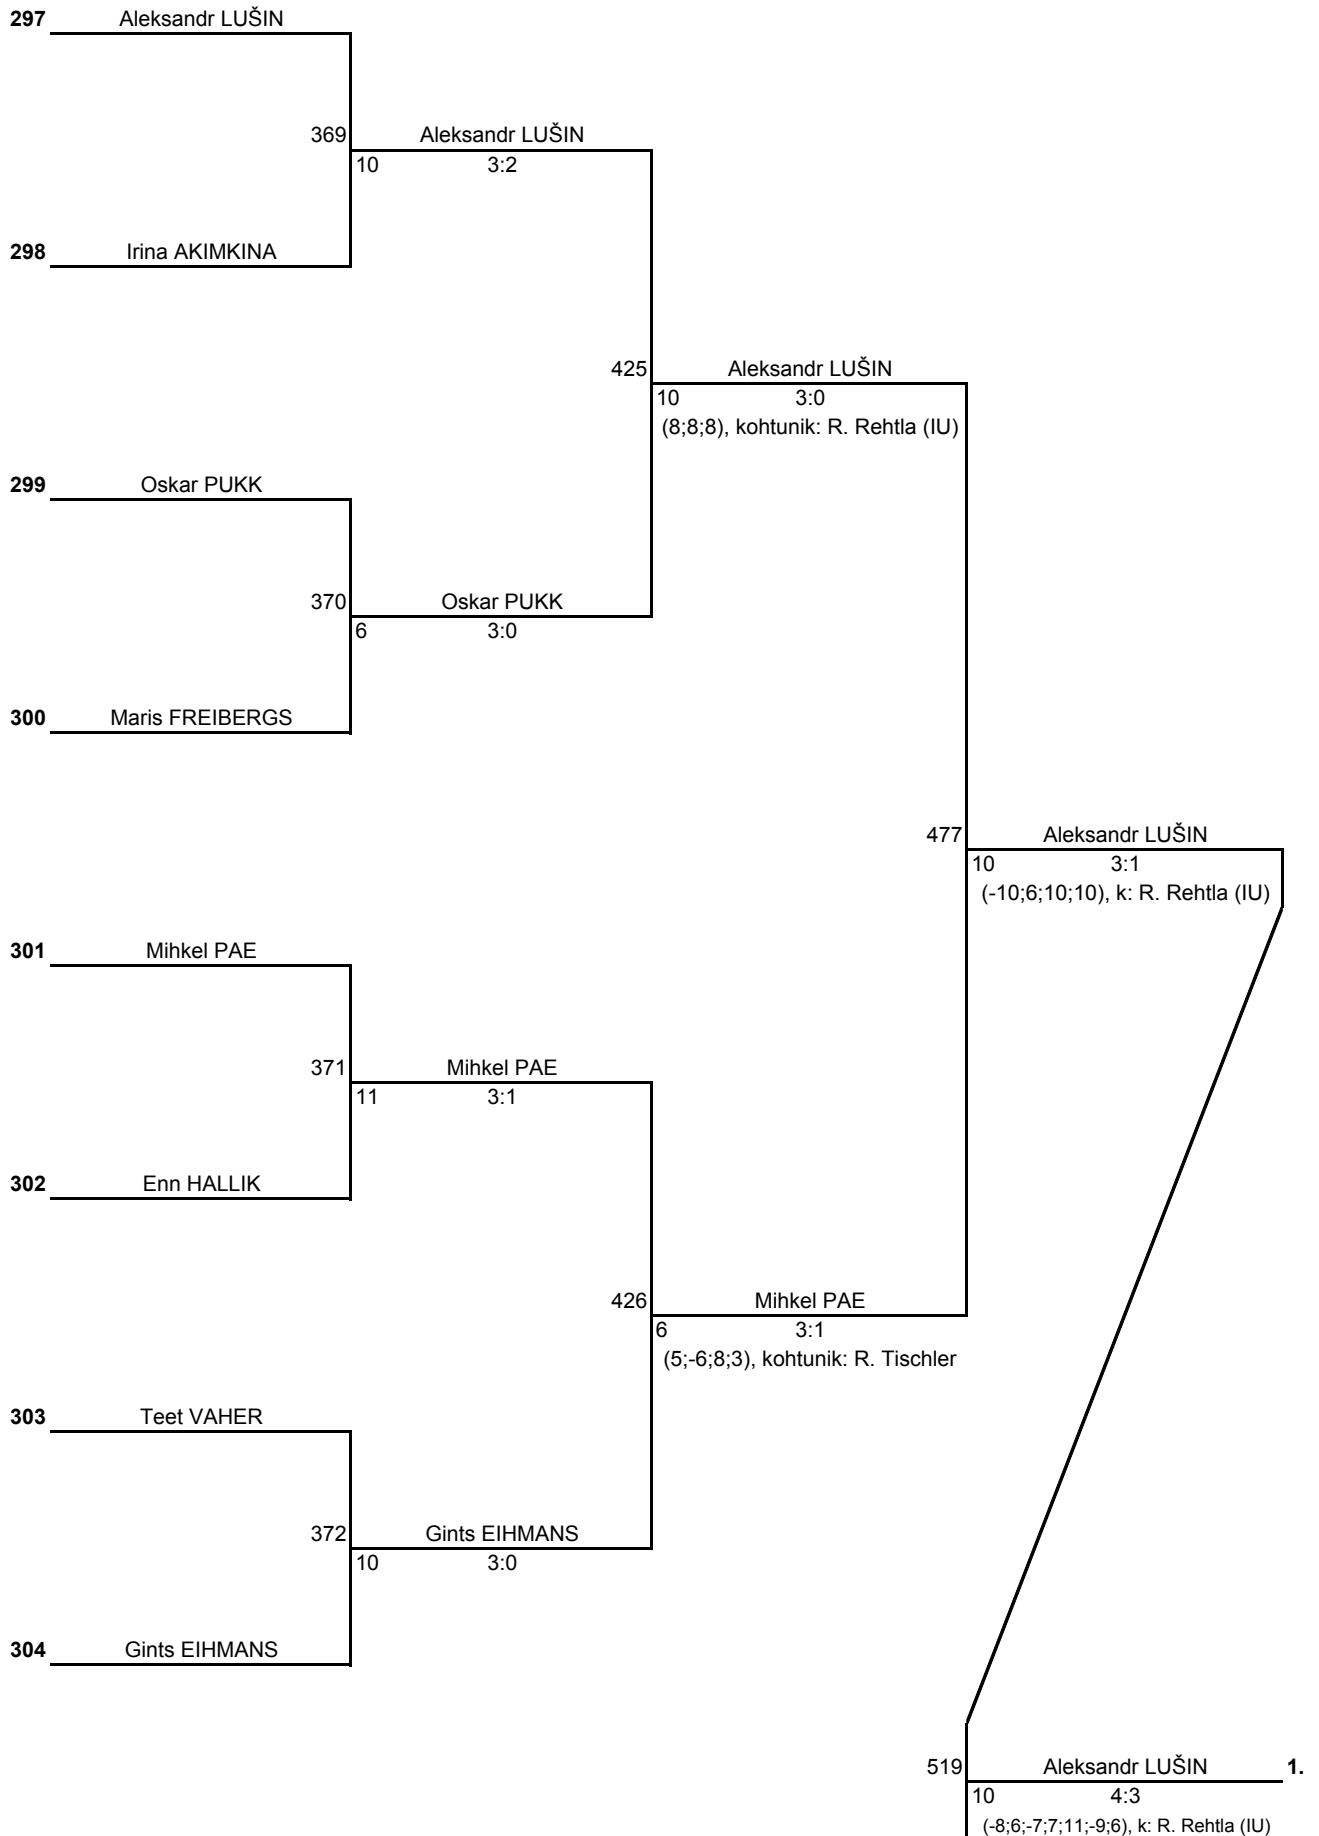 297 Aleksandr LUŠIN
369 Aleksandr LUŠIN
10 3:2
298 Irina AKIMKINA
425 Aleksandr LUŠIN
10 3:0
(8;8;8), kohtunik: R. Rehtla (IU)
299 Oskar PUKK
370 Oskar PUKK
6 3:0
300 Maris FREIBERGS
477 Aleksandr LUŠIN
10 3:1
(-10;6;10;10), k: R. Rehtla (IU)
301 Mihkel PAE
371 Mihkel PAE
11 3:1
302 Enn HALLIK
426 Mihkel PAE
6 3:1
(5;-6;8;3), kohtunik: R. Tischler
303 Teet VAHER
372 Gints EIHMANS
10 3:0
304 Gints EIHMANS
519 Aleksandr LUŠIN 1.
10 4:3
(-8;6;-7;7;11;-9;6), k: R. Rehtla (IU)